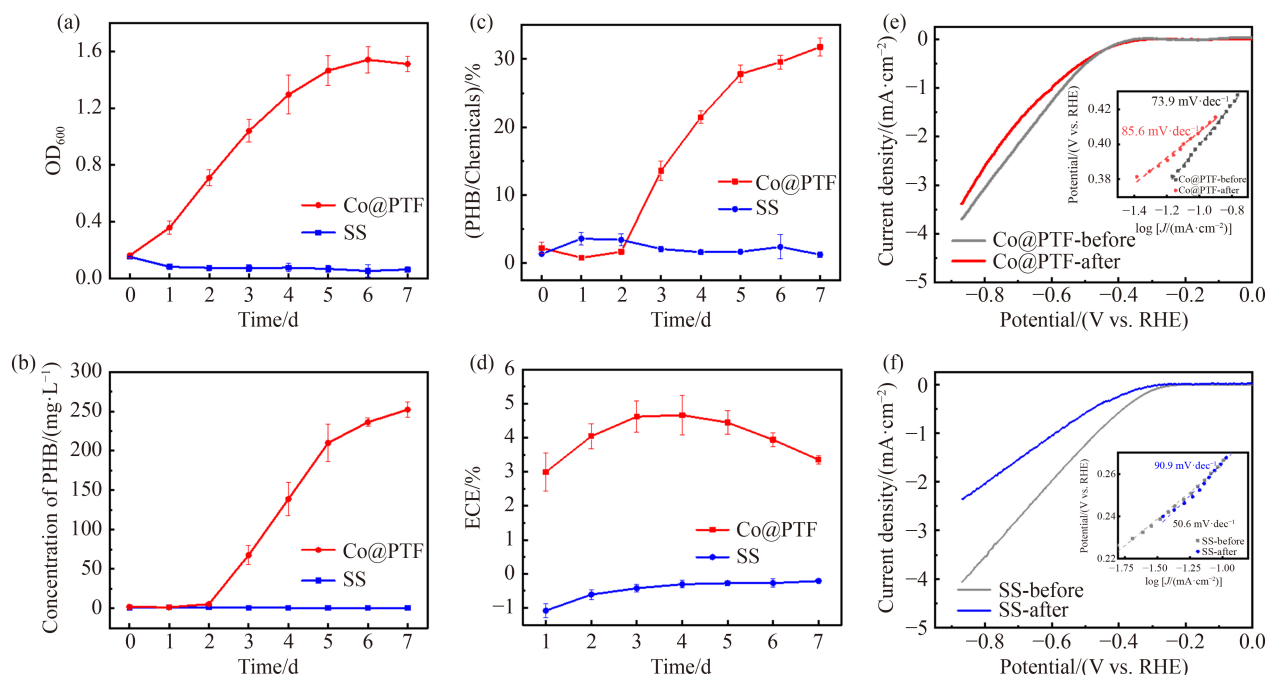 (a)
OD600
1.6
1.2
0.8
0.4
0.0
Co@PTF
SS
0 1 2 3 4 5 6 7
Time/d
(b)
Concentration of PHB/(mg·L−1)
300
250
200
150
100
50
0
Co@PTF
SS
0 1 2 3 4 5 6 7
Time/d
(c)
(PHB/Chemicals)/%
30
20
10
0
Co@PTF
SS
0 1 2 3 4 5 6 7
Time/d
(d)
ECE/%
6
5
4
3
2
1
0
−1
Co@PTF
SS
1 2 3 4 5 6 7
Time/d
(e)
Current density/(mA·cm−2)
0
−1
−2
−3
−4
−5
Co@PTF-before
Co@PTF-after
−0.8 −0.6 −0.4 −0.2 0.0
Potential/(V vs. RHE)
Potential/(V vs. RHE)
0.42
0.40
0.38
73.9 mV·dec−1
85.6 mV·dec−1
Co@PTF-before
Co@PTF-after
−1.4 −1.2 −1.0 −0.8
log [J/(mA·cm−2)]
(f)
Current density/(mA·cm−2)
0
−1
−2
−3
−4
−5
SS-before
SS-after
−0.8 −0.6 −0.4 −0.2 0.0
Potential/(V vs. RHE)
Potential/(V vs. RHE)
0.26
0.24
0.22
90.9 mV·dec−1
50.6 mV·dec−1
SS-before
SS-after
−1.75 −1.50 −1.25 −1.00
log [J/(mA·cm−2)]